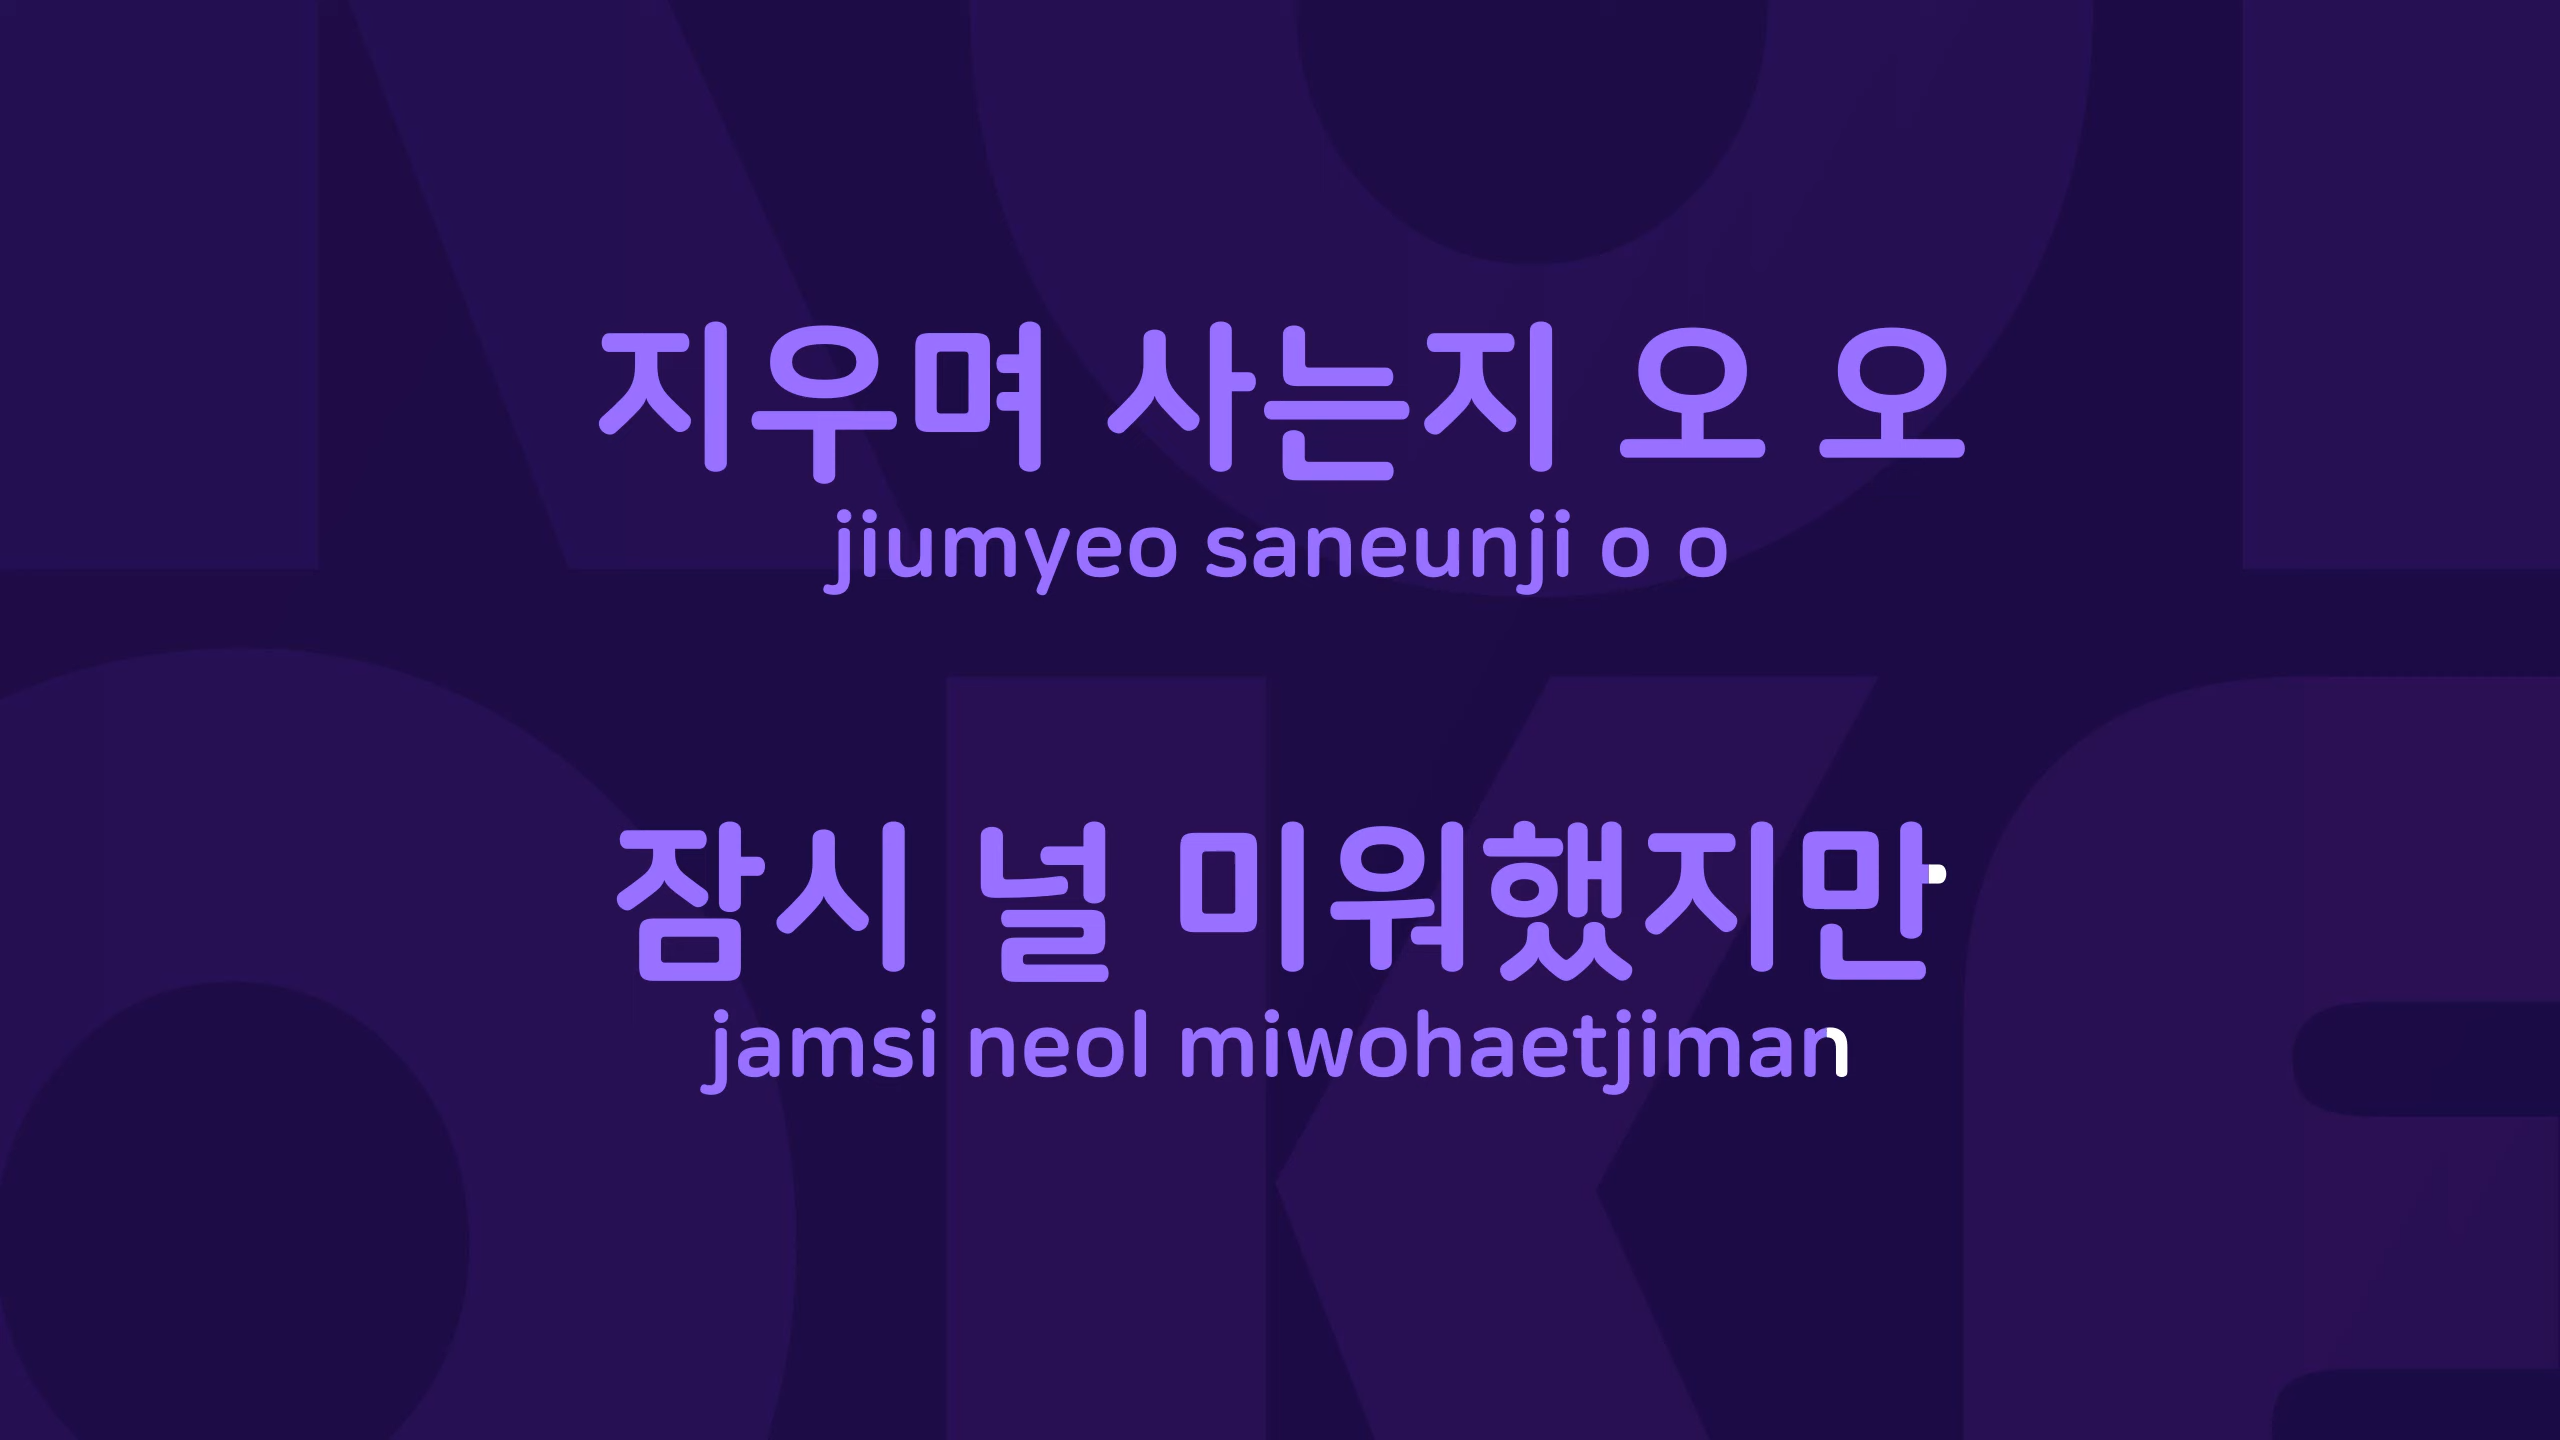 지우며 사는지 오 오
jiumyeo saneunji o o
잠시 널 미워했지만
jamsi neol miwohaetjiman